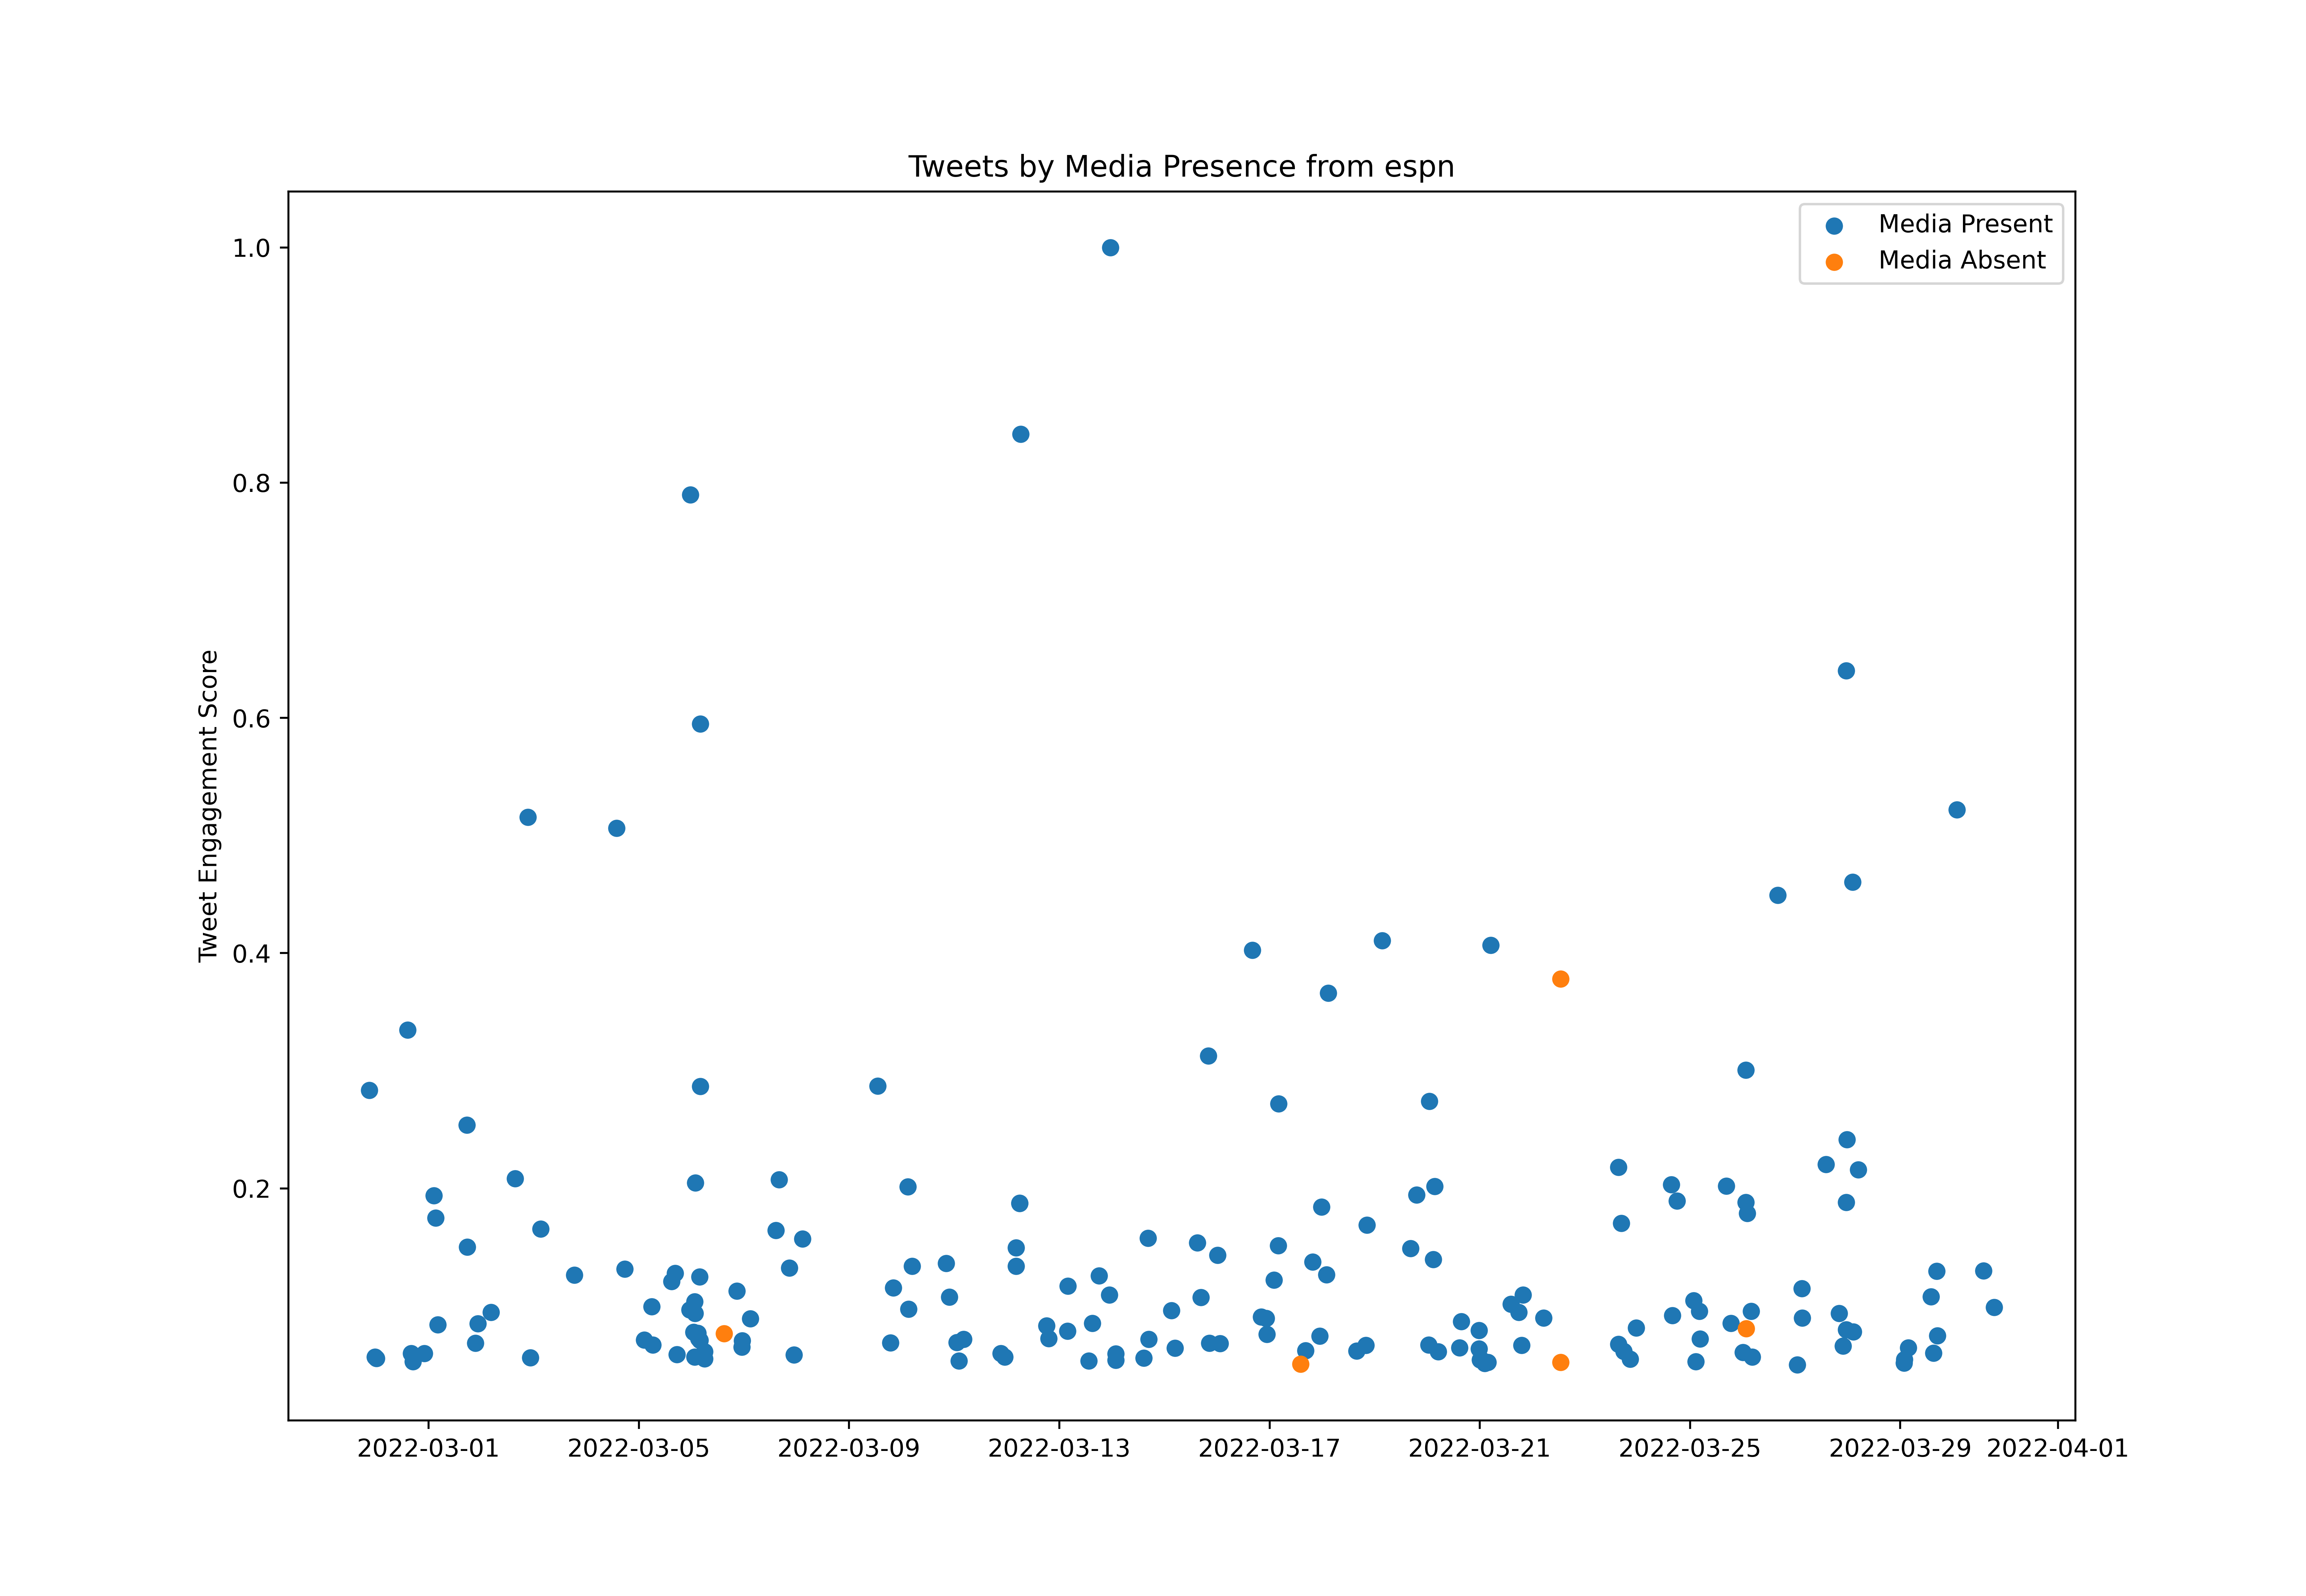 Tweets by Media Presence from espn
Media Present
Media Absent
Tweet Engagement Score
1.0
0.8
0.6
0.4
0.2
2022-03-01 2022-03-05 2022-03-09 2022-03-13 2022-03-17 2022-03-21 2022-03-25 2022-03-29 2022-04-01